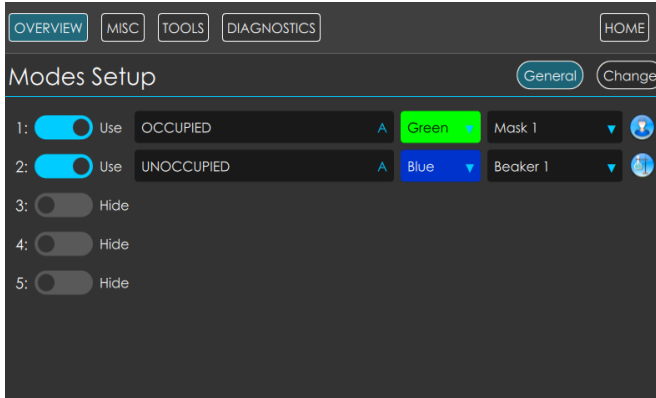 OVERVIEW MISC TOOLS DIAGNOSTICS HOME
Modes Setup General Change
1: Use OCCUPIED A Green Mask 1
2: Use UNOCCUPIED A Blue Beaker 1
3: Hide
4: Hide
5: Hide